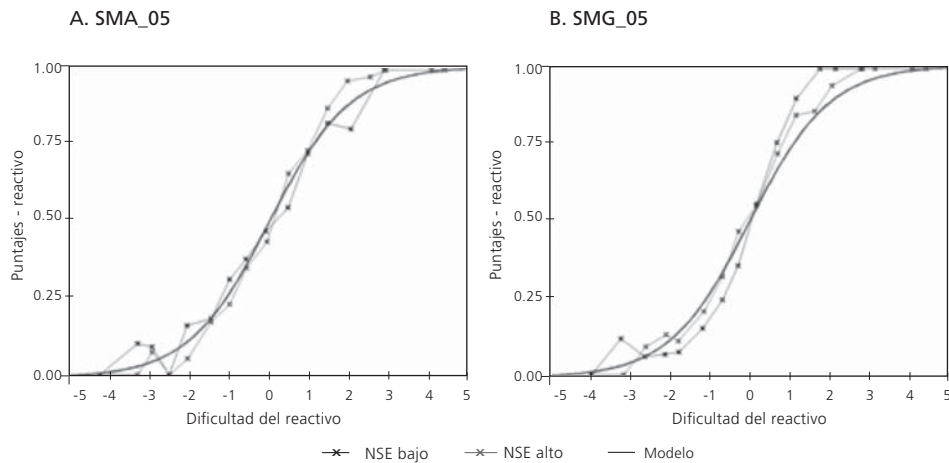 A. SMA_05
B. SMG_05
1.00
0.75
0.50
0.25
0.00
Puntajes - reactivo
-5 -4 -3 -2 -1 0 1 2 3 4 5
Dificultad del reactivo
1.00
0.75
0.50
0.25
0.00
Puntajes - reactivo
-5 -4 -3 -2 -1 0 1 2 3 4 5
Dificultad del reactivo
NSE bajo NSE alto Modelo